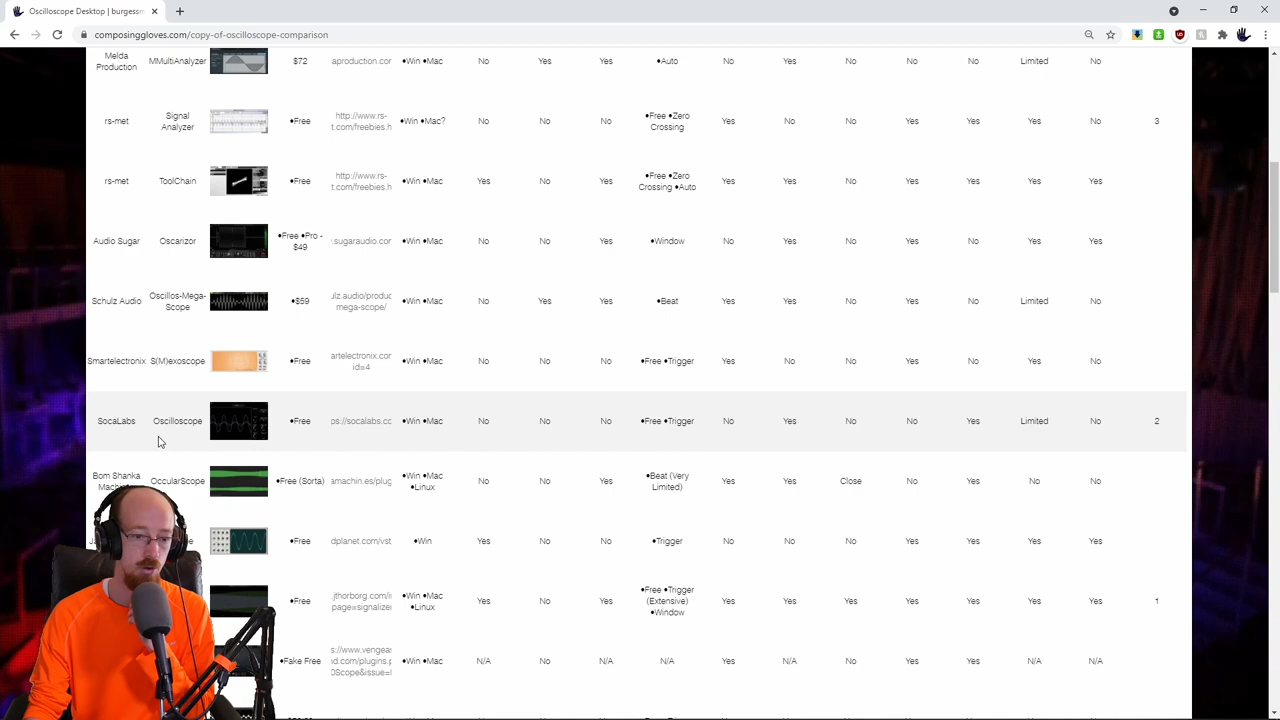 Oscilloscope Desktop | burgessm
composinggloves.com/copy-of-oscilloscope-comparison
Melda Production MMultiAnalyzer $72 aproduction.com •Win •Mac No Yes Yes •Auto No Yes No No No Limited No
rs-met Signal Analyzer •Free http://www.rs-t.com/freebies.h •Win •Mac? No No No •Free •Zero Crossing Yes No No Yes Yes Yes No 3
rs-met ToolChain •Free http://www.rs-t.com/freebies.h •Win •Mac Yes No Yes •Free •Zero Crossing •Auto Yes Yes No Yes Yes Yes Yes
Audio Sugar Oscarizor •Free •Pro - $49 .sugaraudio.cor •Win •Mac No No Yes •Window No Yes No Yes No Yes Yes
Schulz Audio Oscillos-Mega-Scope •$59 ulz.audio/produc mega-scope/ •Win •Mac No Yes Yes •Beat Yes Yes No Yes No Limited No
Smartelectronix S(M)exoscope •Free artelectronix.cor id=4 •Win •Mac No No No •Free •Trigger Yes No No Yes No Yes No
SocaLabs Oscilloscope •Free ps://socalabs.cc •Win •Mac No No No •Free •Trigger No Yes No No Yes Limited No 2
Bom Shanka OccularScope •Free (Sorta) amachin.es/plug •Win •Mac •Linux No No Yes •Beat (Very Limited) Yes Yes Close No Yes No No
•Free dplanet.com/vst •Win Yes No No •Trigger No No No Yes Yes Yes Yes
•Free .jthorborg.com/i page=signalize •Win •Mac •Linux Yes No Yes •Free •Trigger (Extensive) •Window Yes Yes Yes Yes Yes Yes Yes 1
•Fake Free s://www.vengea nd.com/plugins.p OScope&issue= •Win •Mac N/A No N/A N/A Yes N/A No Yes Yes N/A N/A